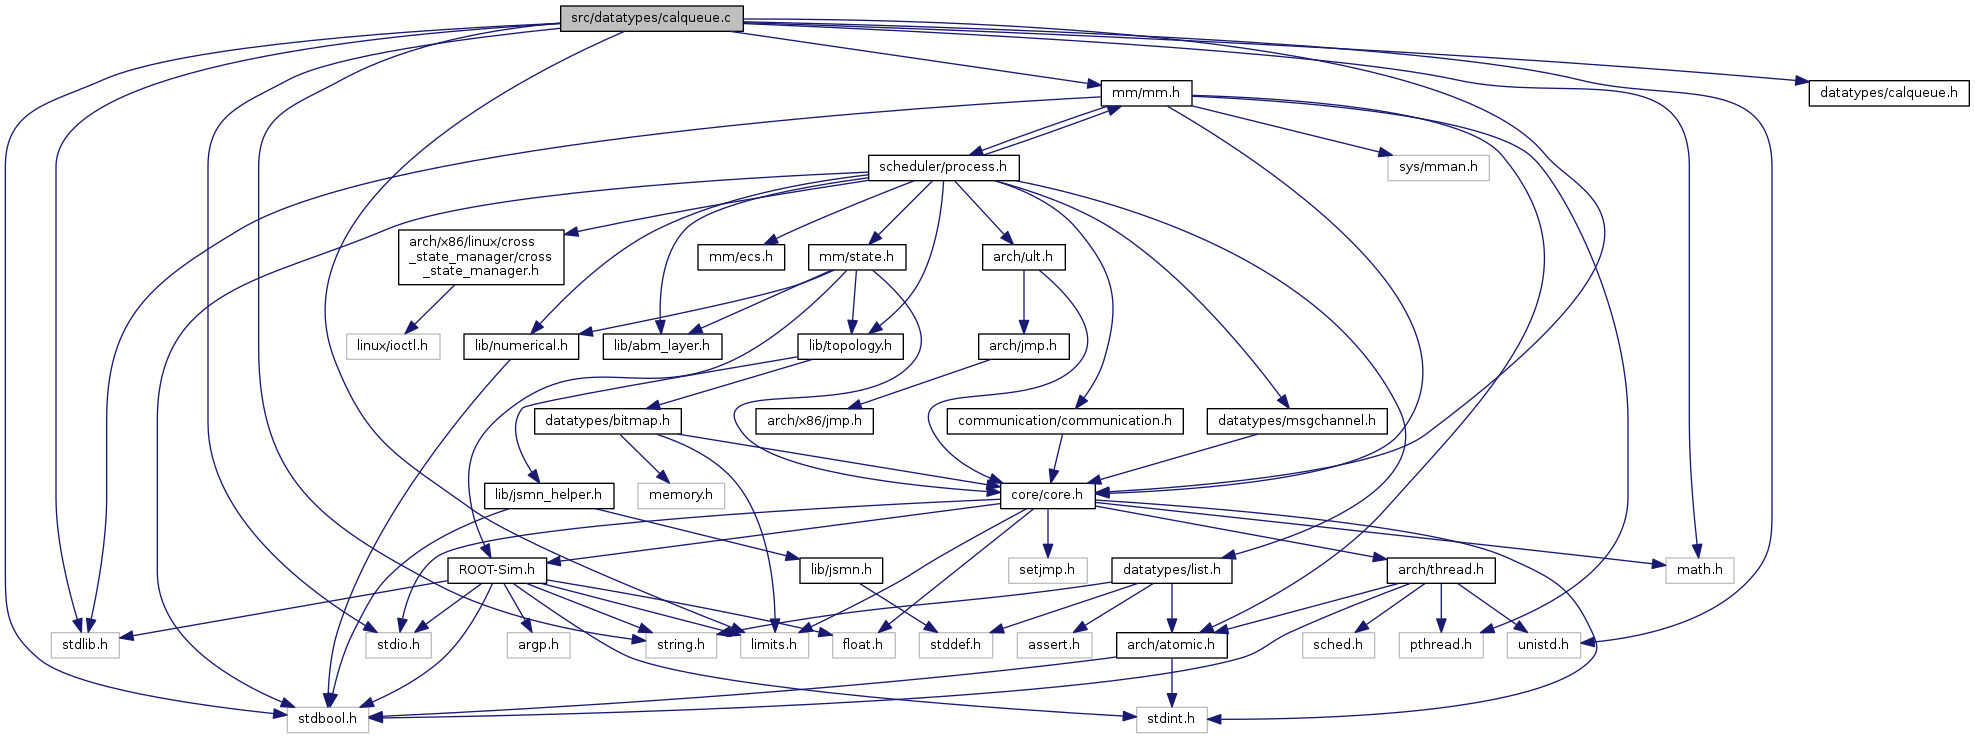 src/datatypes/calqueue.c
mm/mm.h
datatypes/calqueue.h
scheduler/process.h
sys/mman.h
arch/x86/linux/cross
_state_manager/cross
_state_manager.h
mm/ecs.h
mm/state.h
arch/ult.h
linux/ioctl.h
lib/numerical.h
lib/abm_layer.h
lib/topology.h
arch/jmp.h
datatypes/bitmap.h
arch/x86/jmp.h
communication/communication.h
datatypes/msgchannel.h
lib/jsmn_helper.h
memory.h
core/core.h
ROOT-Sim.h
lib/jsmn.h
setjmp.h
datatypes/list.h
arch/thread.h
math.h
stdlib.h
stdio.h
argp.h
string.h
limits.h
float.h
stddef.h
assert.h
arch/atomic.h
sched.h
pthread.h
unistd.h
stdbool.h
stdint.h